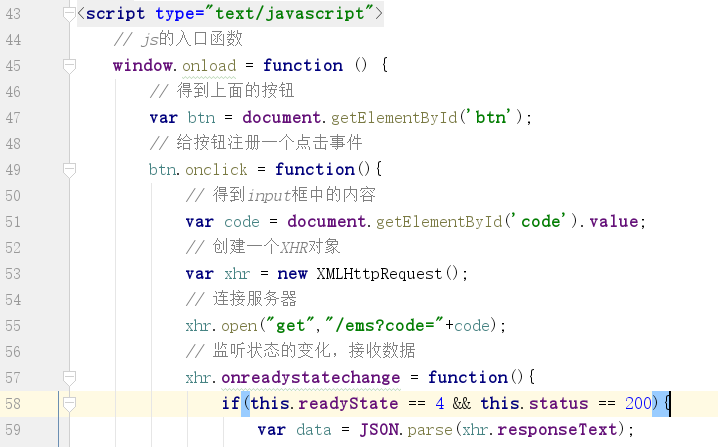 43 <script type="text/javascript">
44 // js的入口函数
45 window.onload = function () {
46 // 得到上面的按钮
47 var btn = document.getElementById('btn');
48 // 给按钮注册一个点击事件
49 btn.onclick = function(){
50 // 得到input框中的内容
51 var code = document.getElementById('code').value;
52 // 创建一个XHR对象
53 var xhr = new XMLHttpRequest();
54 // 连接服务器
55 xhr.open("get","/ems?code="+code);
56 // 监听状态的变化，接收数据
57 xhr.onreadystatechange = function(){
58 if(this.readyState == 4 && this.status == 200){
59 var data = JSON.parse(xhr.responseText);